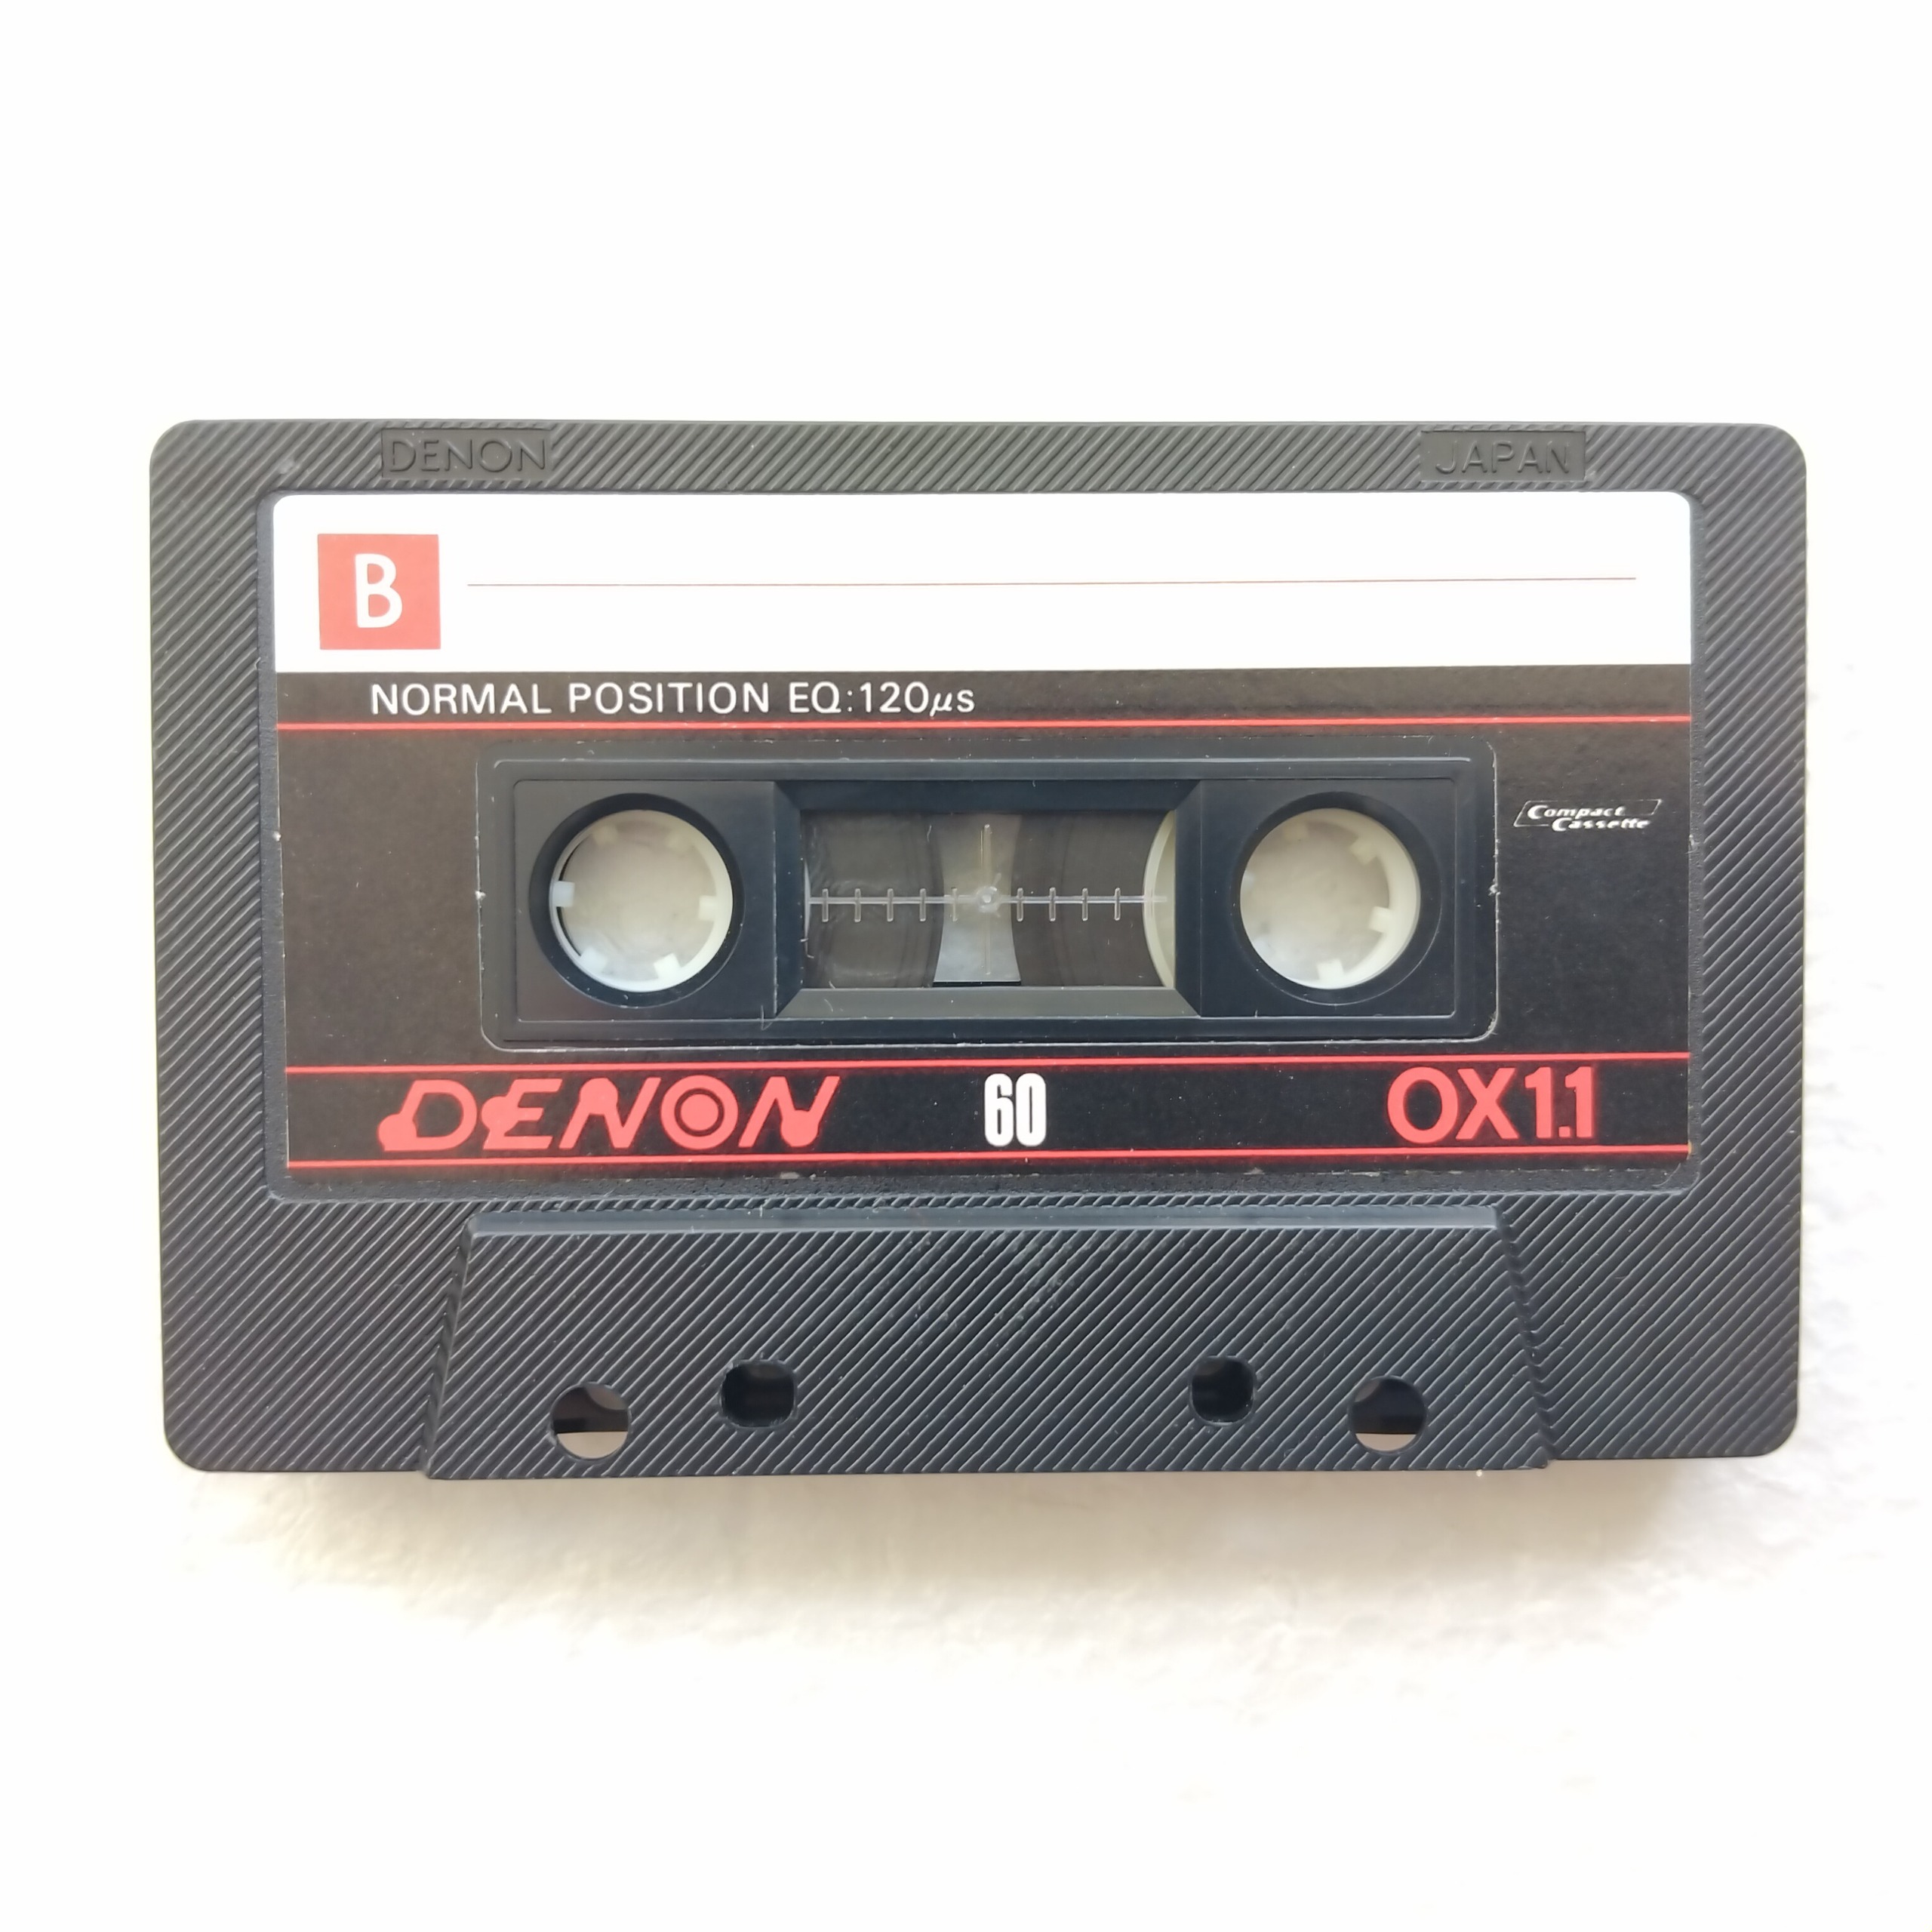 DENON
JAPAN
B
NORMAL POSITION EQ:120μs
Compact
Cassette
DENON 60 OX1.1